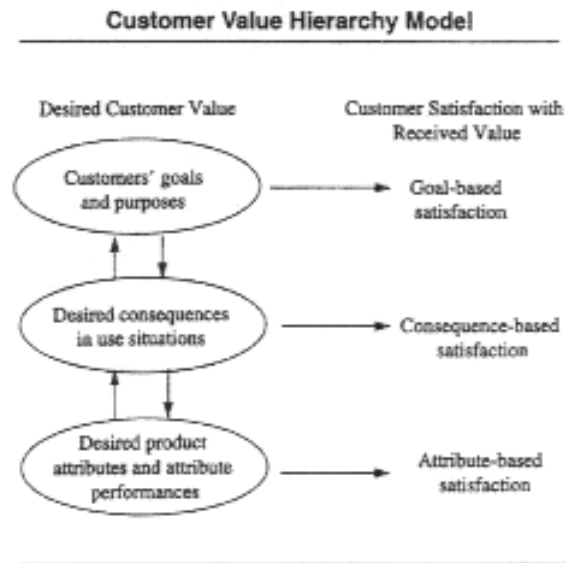 Customer Value Hierarchy Model
Desired Customer Value
Customer Satisfaction with
Received Value
Customers' goals
and purposes
Goal-based
satisfaction
Desired consequences
in use situations
Consequence-based
satisfaction
Desired product
attributes and attribute
performances
Attribute-based
satisfaction